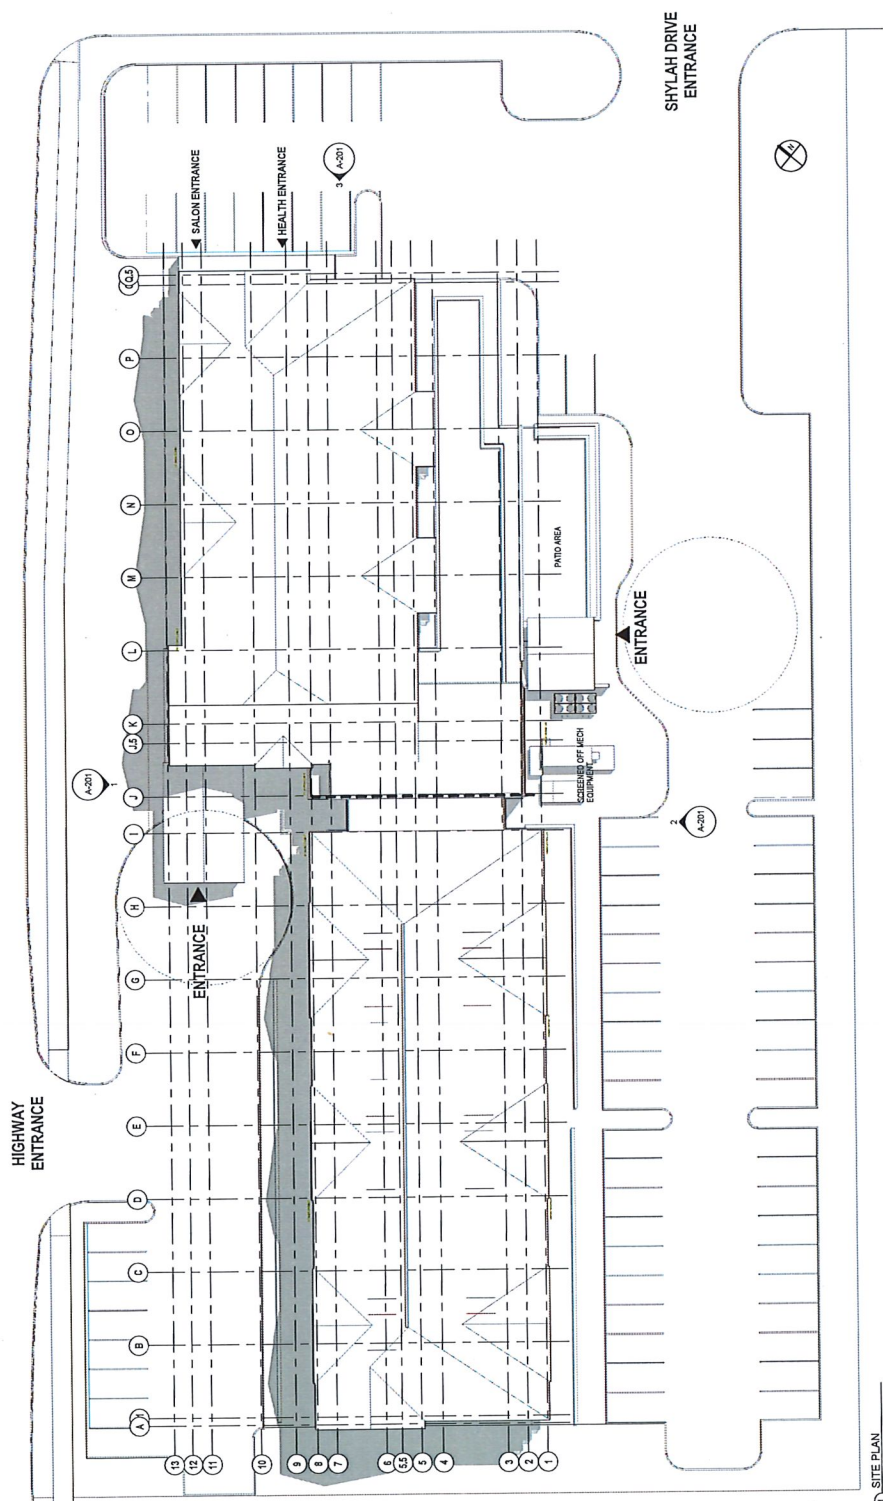 SHYLAH DRIVE
ENTRANCE
N
SALON ENTRANCE
HEALTH ENTRANCE
3
A-201
Q.5
P
O
N
M
L
K
J.5
J
I
H
G
F
E
D
C
B
A
A-201
1
PATIO AREA
ENTRANCE
SCREENED OFF MECH
EQUIPMENT
2
A-201
ENTRANCE
HIGHWAY
ENTRANCE
13
12
11
10
9
8
7
6
5.5
5
4
3
2
1
SITE PLAN